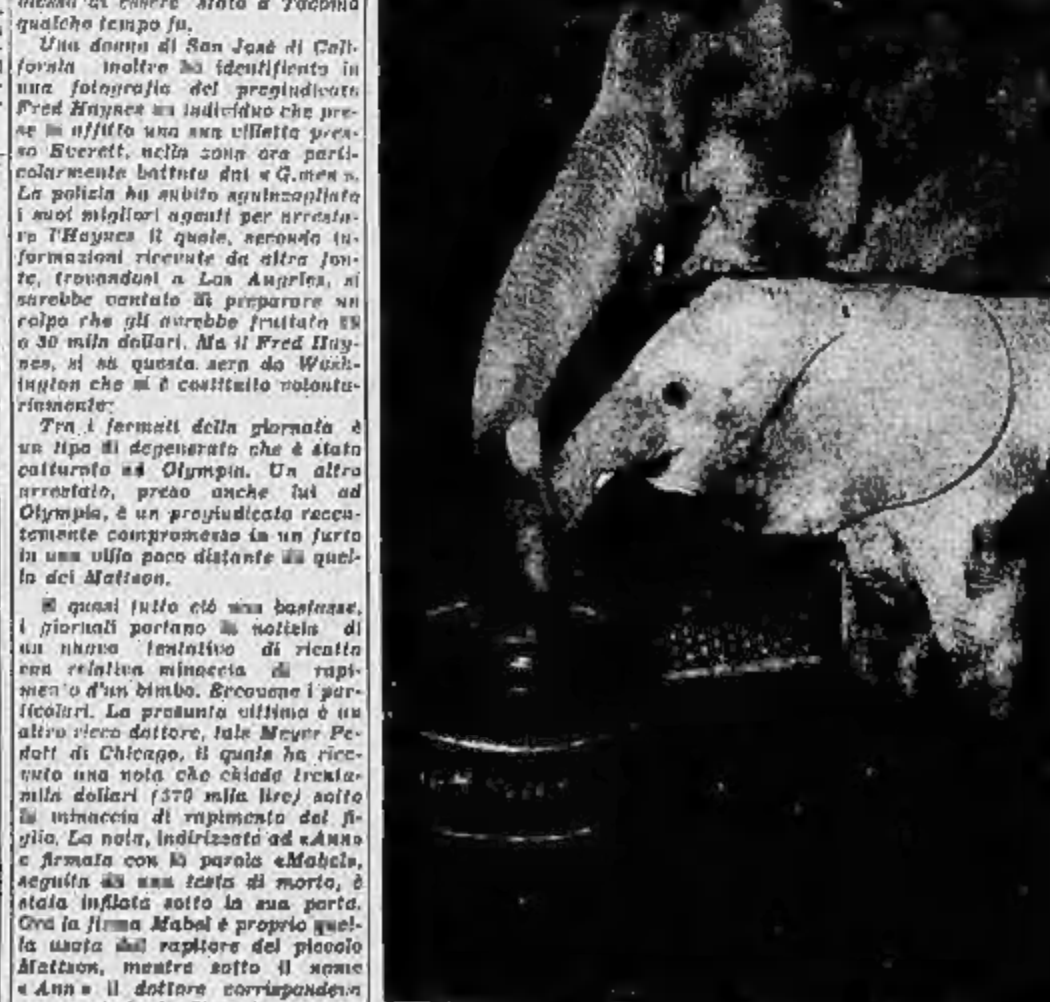 messo di essere stato a Tacoma
qualche tempo fa.
Una donna di San José di Cali-
fornia inoltre ha identificato in
una fotografia del pregiudicato
Fred Haynes un individuo che pre-
se in affitto una sua villetta pres-
so Everett, nella zona ora parti-
colarmente battuta dai « G.men ».
La polizia ha subito sguinzagliato
i suoi migliori agenti per arresta-
re l'Haynes il quale, secondo in-
formazioni ricevute da altra fon-
te, trovandosi a Los Angeles, si
sarebbe vantato di preparare un
colpo che gli avrebbe fruttato
o 30 mila dollari. Ma il Fred Hay-
nes, si sa questa sera da Wash-
ington che si è costituito volonta-
riamente;
Tra i fermati della giornata è
un tipo di degenerato che è stato
catturato ad Olympia. Un altro
arrestato, preso anche lui ad
Olympia, è un pregiudicato recen-
temente compromesso in un furto
in una villa poco distante da quel-
la dei Mattson.
E quasi tutto ciò non bastasse,
i giornali portano la notizia di
un nuovo tentativo di ricatto
con relativa minaccia di rapi-
mento d'un bimbo. Eccovene i par-
ticolari. La presunta vittima è un
altro ricco dottore, tale Meyer Pe-
dott di Chicago, il quale ha rice-
vuto una nota che chiede trenta-
mila dollari (570 mila lire) sotto
la minaccia di rapimento del fi-
glio. La nota, indirizzata ad «Ann»
e firmata con la parola «Mabel»,
seguita da una testa di morto, è
stata infilata sotto la sua porta.
Ora la firma Mabel è proprio quel-
la usata dal rapitore del piccolo
Mattson, mentre sotto il nome
« Ann » il dottore corrispondeva